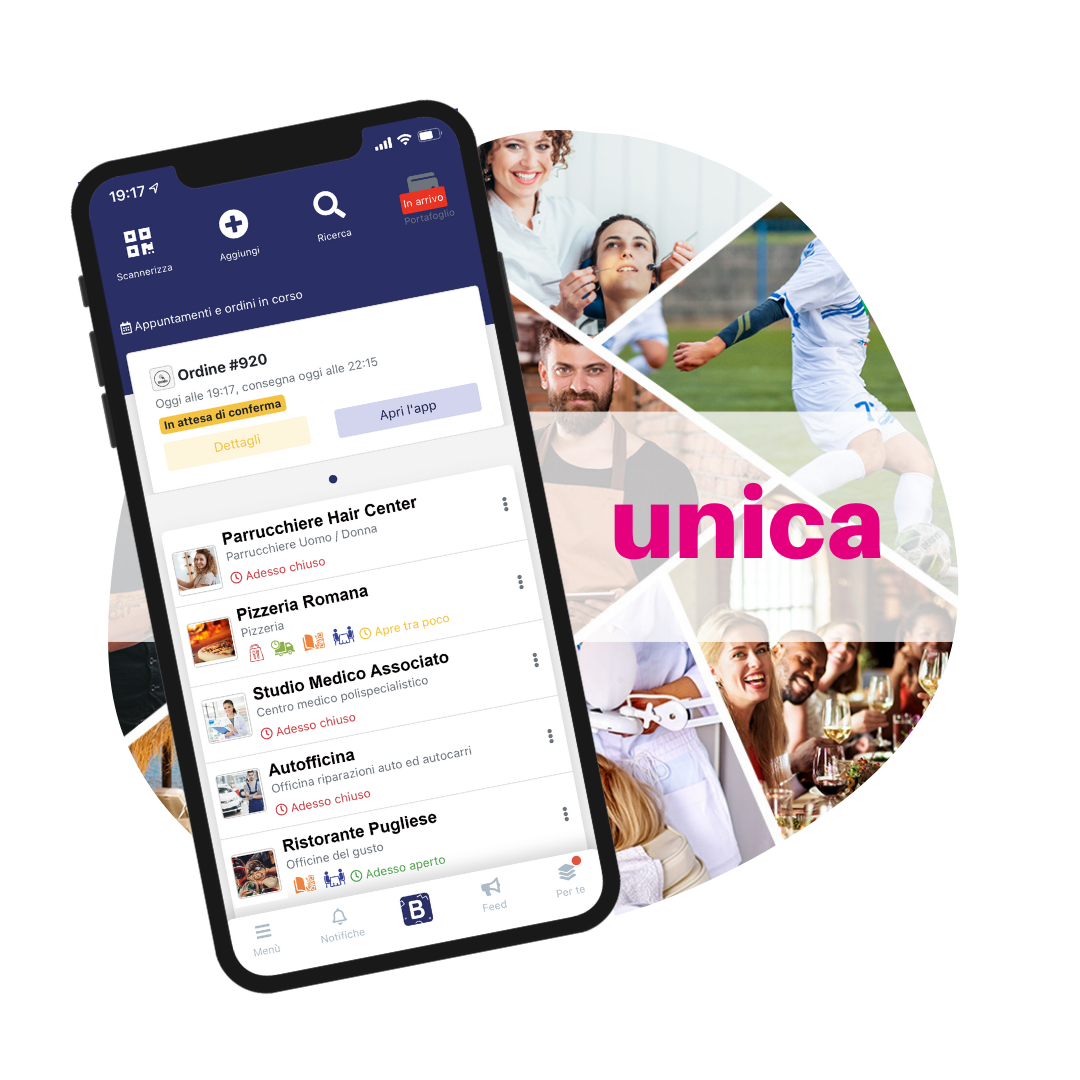 19:17
Scannerizza
Aggiungi
Ricerca
In arrivo
Portafoglio
Appuntamenti e ordini in corso
Ordine #920
Oggi alle 19:17, consegna oggi alle 22:15
In attesa di conferma
Dettagli
Apri l'app
Parrucchiere Hair Center
Parrucchiere Uomo / Donna
Adesso chiuso
Pizzeria Romana
Pizzeria
Apre tra poco
Studio Medico Associato
Centro medico polispecialistico
Adesso chiuso
Autofficina
Officina riparazioni auto ed autocarri
Adesso chiuso
Ristorante Pugliese
Officine del gusto
Adesso aperto
Menù
Notifiche
B
Feed
Per te
unica
7